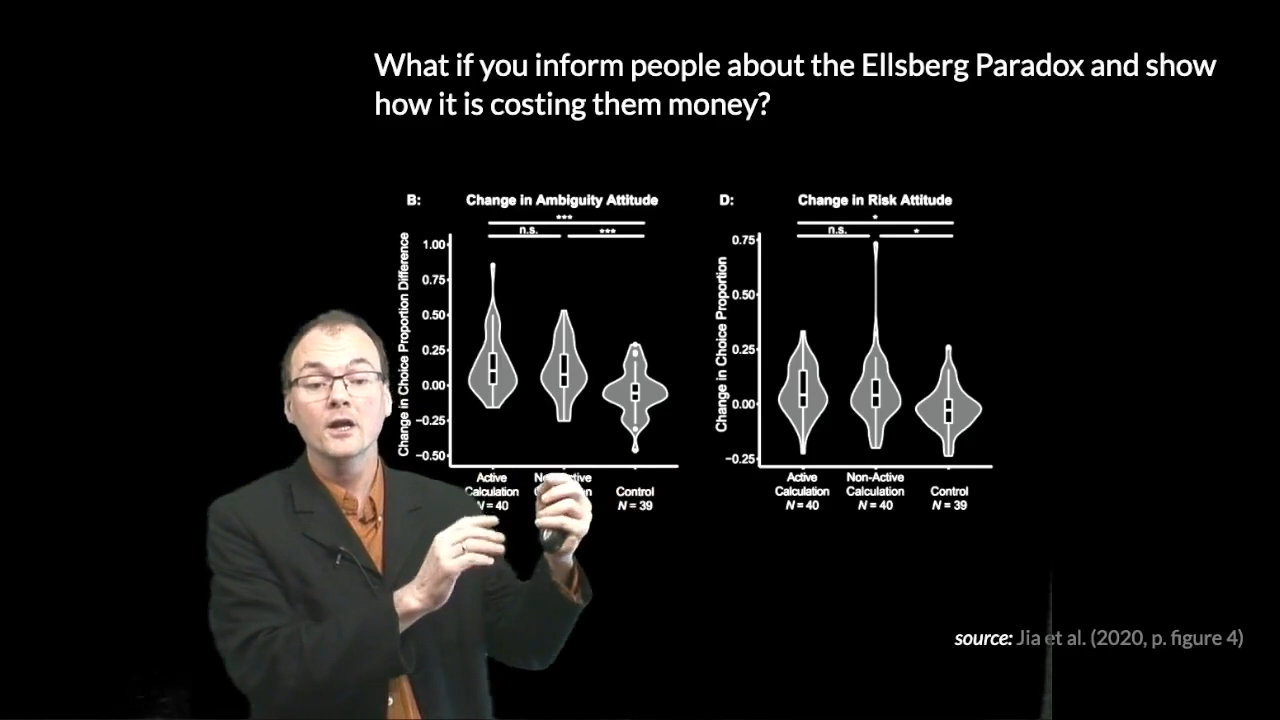 What if you inform people about the Ellsberg Paradox and show
how it is costing them money?
B: Change in Ambiguity Attitude
***
n.s. ***
Change in Choice Proportion Difference
1.00
0.75
0.50
0.25
0.00
−0.25
−0.50
Active
Calculation
N = 40
Control
N = 39
D: Change in Risk Attitude
*
n.s. *
Change in Choice Proportion
0.75
0.50
0.25
0.00
−0.25
Active
Calculation
N = 40
Non-Active
Calculation
N = 40
Control
N = 39
source: Jia et al. (2020, p. figure 4)